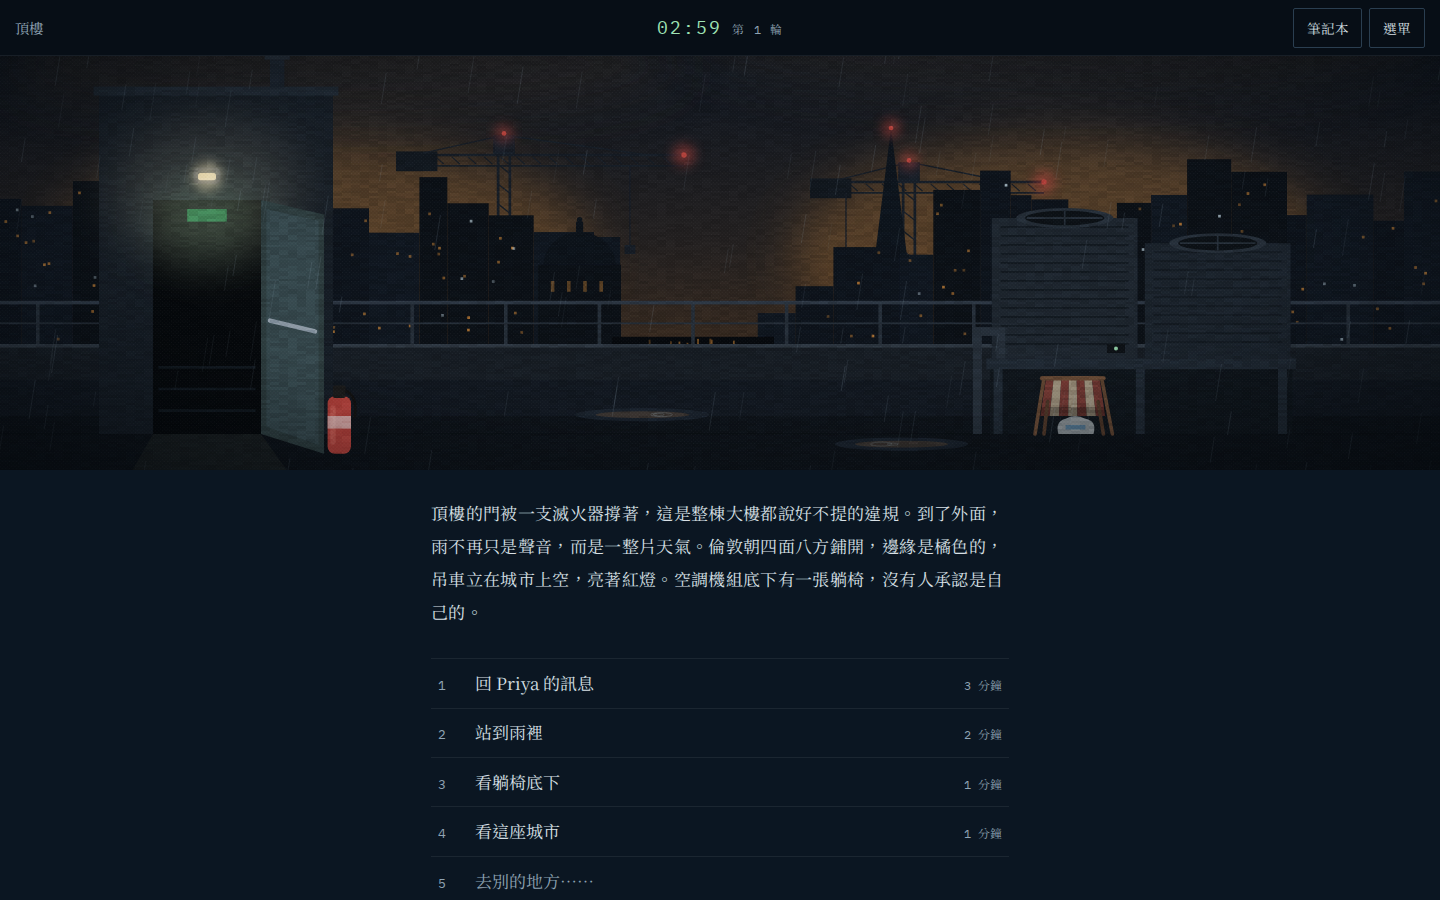 頂樓
02:59 第 1 輪
筆記本
選單
頂樓的門被一支滅火器撐著，這是整棟大樓都說好不提的違規。到了外面，
雨不再只是聲音，而是一整片天氣。倫敦朝四面八方鋪開，邊緣是橘色的，
吊車立在城市上空，亮著紅燈。空調機組底下有一張躺椅，沒有人承認是自
己的。
1 回 Priya 的訊息 3 分鐘
2 站到雨裡 2 分鐘
3 看躺椅底下 1 分鐘
4 看這座城市 1 分鐘
5 去別的地方⋯⋯